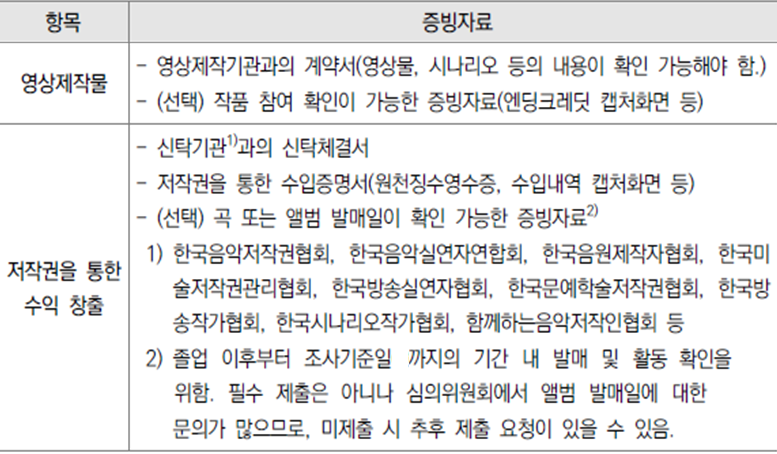 항목
증빙자료
영상제작물
- 영상제작기관과의 계약서(영상물, 시나리오 등의 내용이 확인 가능해야 함.)
- (선택) 작품 참여 확인이 가능한 증빙자료(엔딩크레딧 캡처화면 등)
저작권을 통한
수익 창출
- 신탁기관1)과의 신탁체결서
- 저작권을 통한 수입증명서(원천징수영수증, 수입내역 캡처화면 등)
- (선택) 곡 또는 앨범 발매일이 확인 가능한 증빙자료2)
1) 한국음악저작권협회, 한국음악실연자연합회, 한국음원제작자협회, 한국미
술저작권관리협회, 한국방송실연자협회, 한국문예학술저작권협회, 한국방
송작가협회, 한국시나리오작가협회, 함께하는음악저작인협회 등
2) 졸업 이후부터 조사기준일 까지의 기간 내 발매 및 활동 확인을
위함. 필수 제출은 아니나 심의위원회에서 앨범 발매일에 대한
문의가 많으므로, 미제출 시 추후 제출 요청이 있을 수 있음.